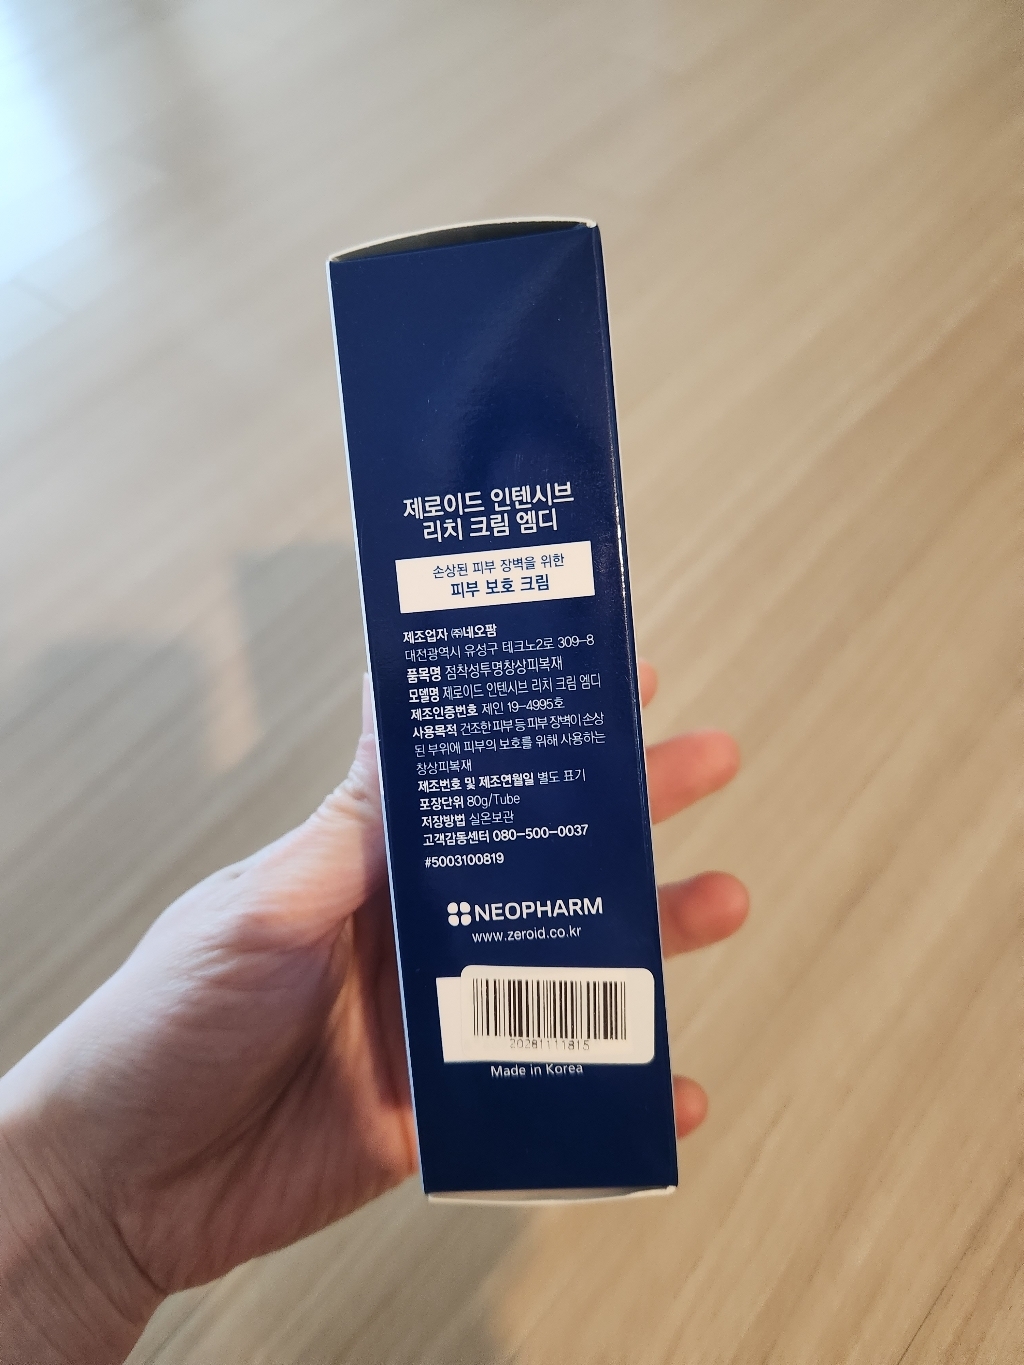 제로이드 인텐시브
리치 크림 엠디
손상된 피부 장벽을 위한
피부 보호 크림
제조업자 ㈜네오팜
대전광역시 유성구 테크노2로 309-8
품목명 점착성투명창상피복재
모델명 제로이드 인텐시브 리치 크림 엠디
제조인증번호 제인 19-4995호
사용목적 건조한 피부 등 피부 장벽이 손상
된 부위에 피부의 보호를 위해 사용하는
창상피복재
제조번호 및 제조연월일 별도 표기
포장단위 80g/Tube
저장방법 실온보관
고객감동센터 080-500-0037
#5003100819
NEOPHARM
www.zeroid.co.kr
20281111815
Made in Korea